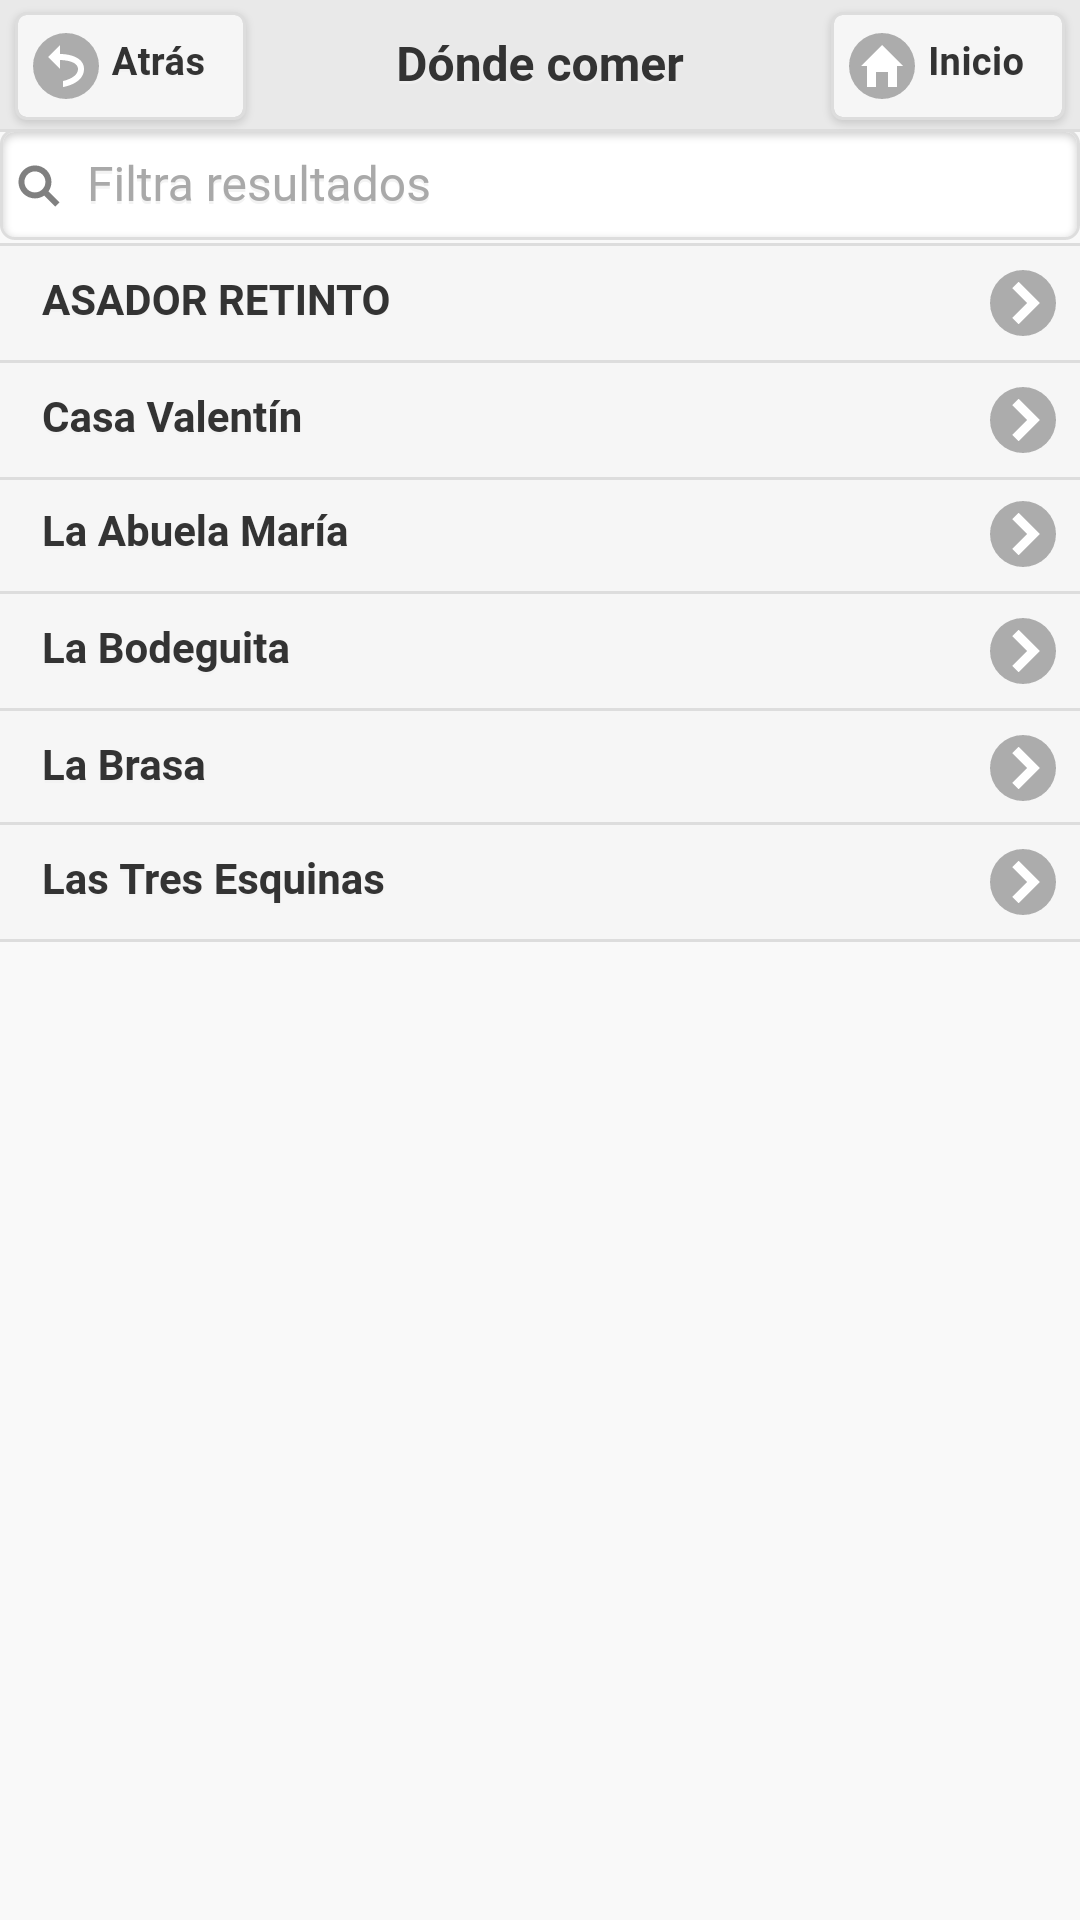 Atrás
Dónde comer
Inicio
Filtra resultados
ASADOR RETINTO
Casa Valentín
La Abuela María
La Bodeguita
La Brasa
Las Tres Esquinas